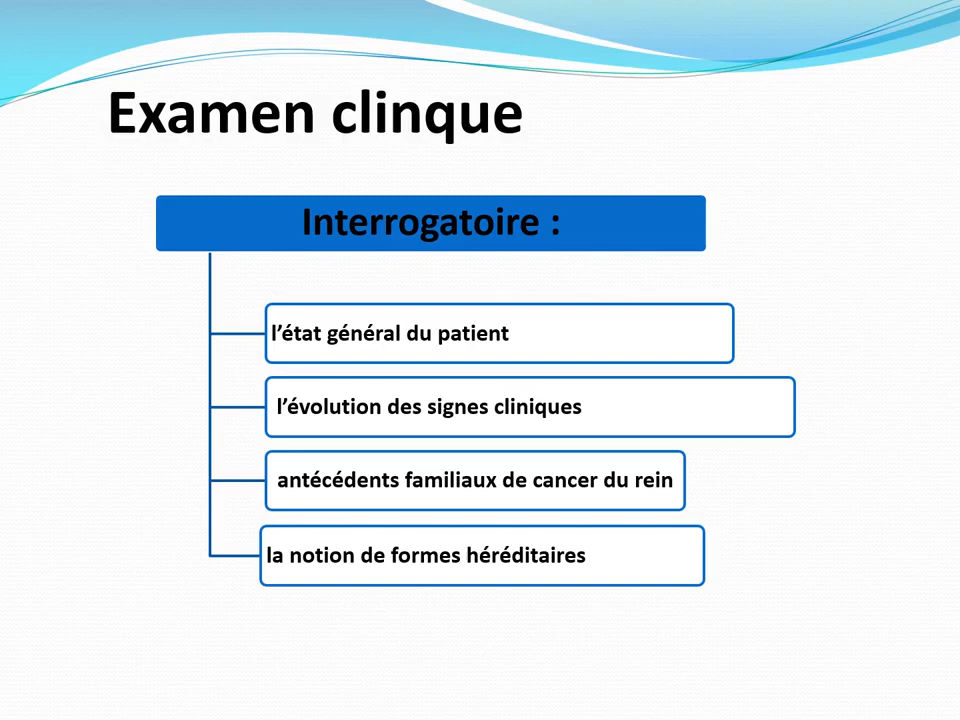 Examen clinque
Interrogatoire :
l’état général du patient
l’évolution des signes cliniques
antécédents familiaux de cancer du rein
la notion de formes héréditaires